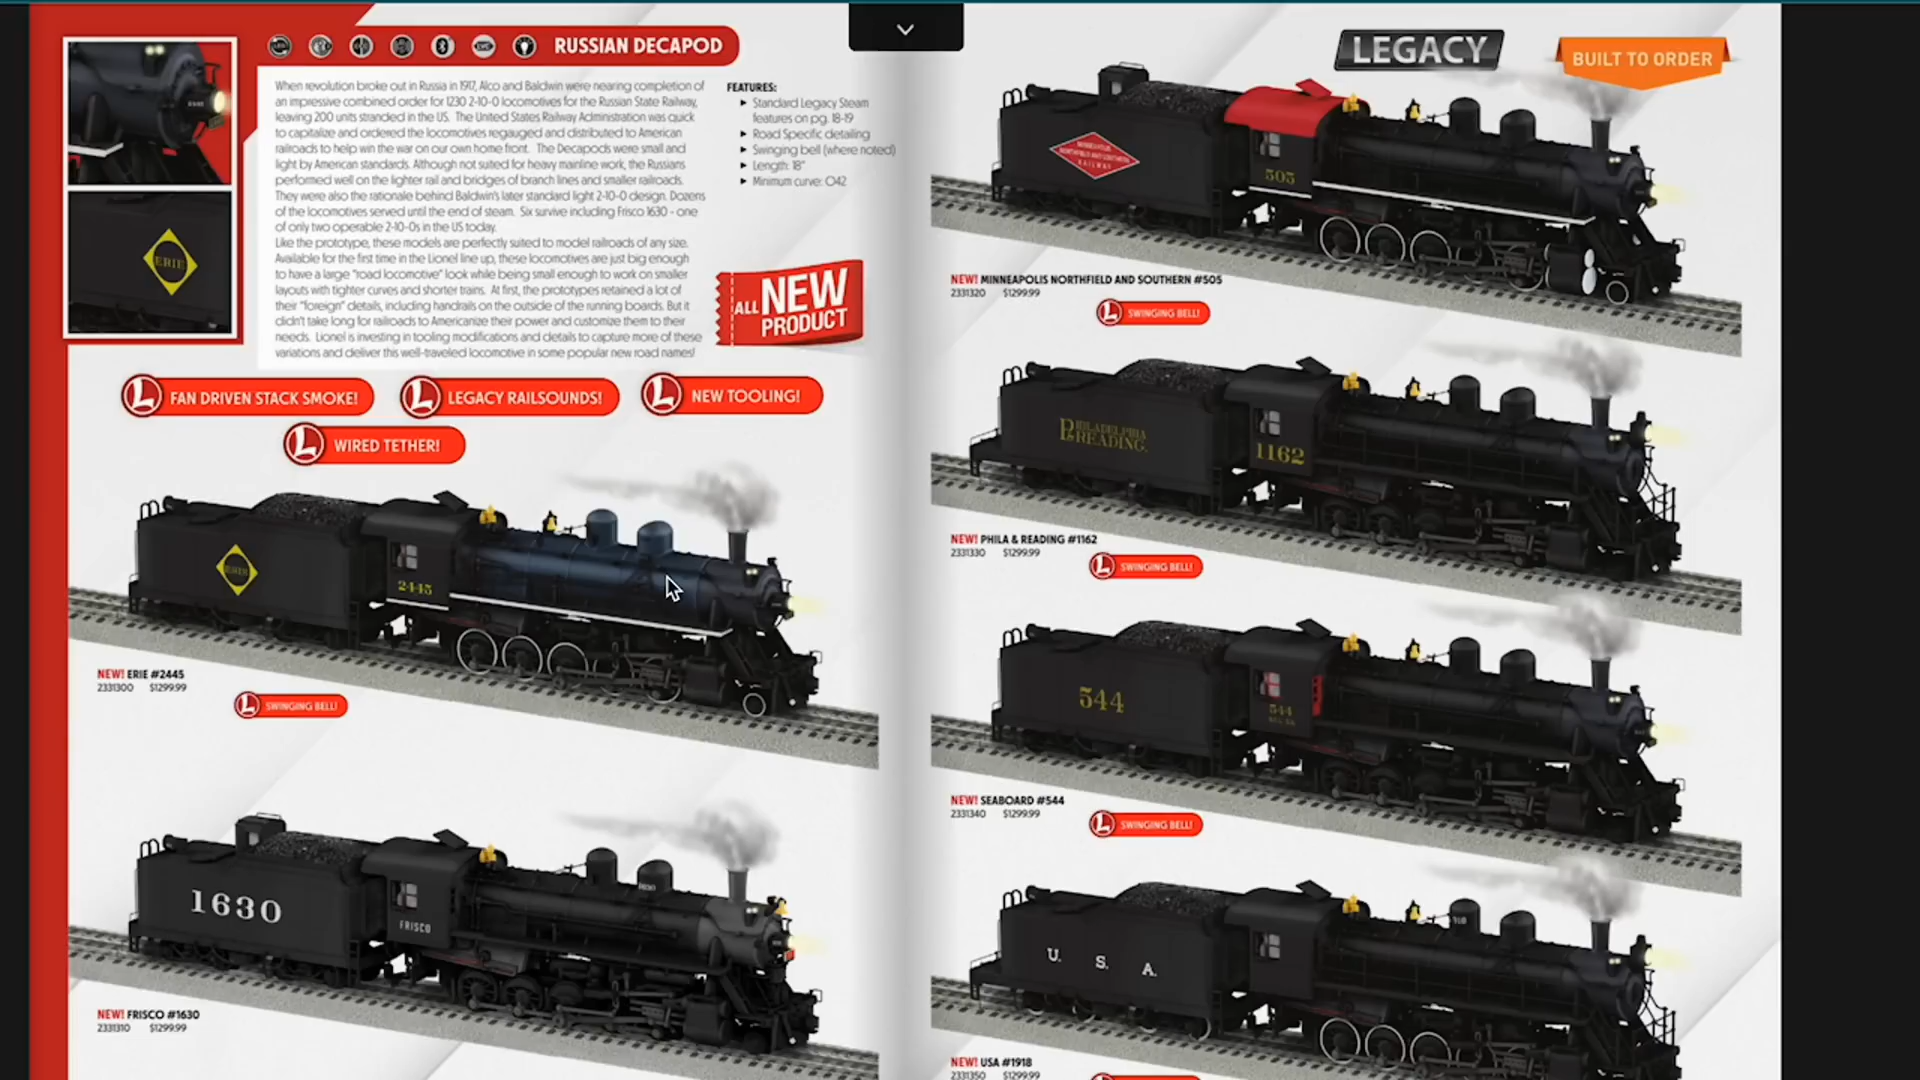 RUSSIAN DECAPOD
When revolution broke out in Russia in 1917, Alco and Baldwin were nearing completion of
an impressive combined order for 1230 2-10-0 locomotives for the Russian State Railway,
leaving 200 units stranded in the US. The United States Railway Administration was quick
to capitalize and ordered the locomotives regauged and distributed to American
railroads to help win the war on our own home front. The Decapods were small and
light by American standards. Although not suited for heavy mainline work, the Russians
performed well on the lighter rail and bridges of branch lines and smaller railroads.
They were also the rationale behind Baldwin's later standard light 2-10-0 design. Dozens
of the locomotives served until the end of steam. Six survive including Frisco 1630 - one
of only two operable 2-10-0s in the US today.
Like the prototype, these models are perfectly suited to model railroads of any size.
Available for the first time in the Lionel line up, these locomotives are just big enough
to have a large "road locomotive" look while being small enough to work on smaller
layouts with tighter curves and shorter trains. At first, the prototypes retained a lot of
their "foreign" details, including handrails on the outside of the running boards. But it
didn't take long for railroads to Americanize their power and customize them to their
needs. Lionel is investing in tooling modifications and details to capture more of these
variations and deliver this well-traveled locomotive in some popular new road names!
FEATURES:
Standard Legacy Steam
features on pg. 18-19
Road Specific detailing
Swinging bell (where noted)
Length: 18"
Minimum curve: O42
ALL NEW
PRODUCT
ERIE
L FAN DRIVEN STACK SMOKE!
L LEGACY RAILSOUNDS!
L NEW TOOLING!
L WIRED TETHER!
ERIE
2445
NEW! ERIE #2445
2331300 $1299.99
L SWINGING BELL!
1630
FRISCO
1630
NEW! FRISCO #1630
2331310 $1299.99
LEGACY
BUILT TO ORDER
MINNEAPOLIS
NORTHFIELD AND SOUTHERN
RAILWAY
505
NEW! MINNEAPOLIS NORTHFIELD AND SOUTHERN #505
2331320 $1299.99
L SWINGING BELL!
PHILADELPHIA
READING.
1162
NEW! PHILA & READING #1162
2331330 $1299.99
L SWINGING BELL!
544
544
NEW! SEABOARD #544
2331340 $1299.99
L SWINGING BELL!
U. S. A.
NEW! USA #1918
2331350 $1299.99